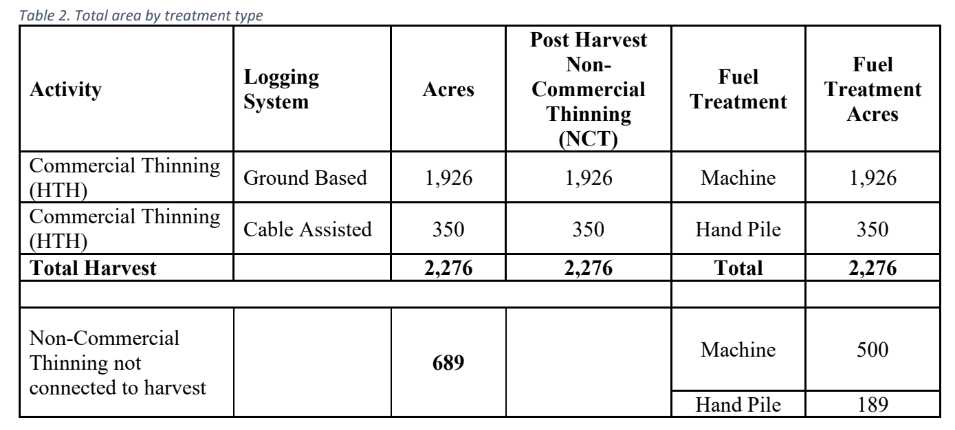 Table 2. Total area by treatment type
Activity
Logging
System
Acres
Post Harvest
Non-
Commercial
Thinning
(NCT)
Fuel
Treatment
Fuel
Treatment
Acres
Commercial Thinning
(HTH)
Ground Based
1,926
1,926
Machine
1,926
Commercial Thinning
(HTH)
Cable Assisted
350
350
Hand Pile
350
Total Harvest
2,276
2,276
Total
2,276
Non-Commercial
Thinning not
connected to harvest
689
Machine
500
Hand Pile
189